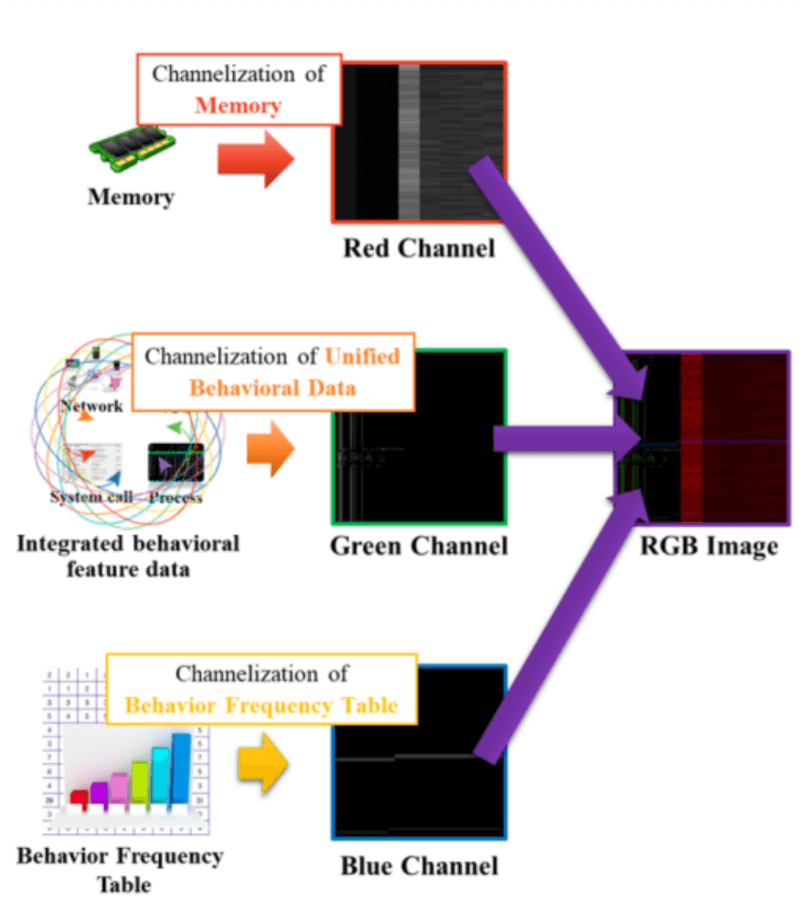 Channelization of
Memory
Memory
Red Channel
Channelization of Unified
Behavioral Data
Network
System call
Process
Integrated behavioral
feature data
Green Channel
RGB Image
Channelization of
Behavior Frequency Table
Behavior Frequency
Table
Blue Channel